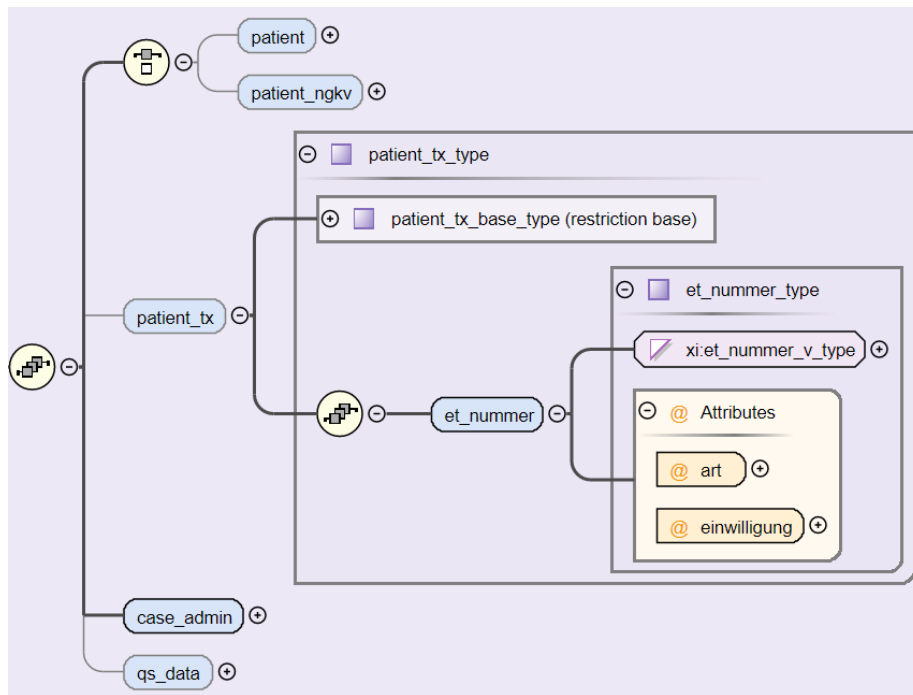 patient
patient_ngkv
patient_tx_type
patient_tx_base_type (restriction base)
et_nummer_type
patient_tx
xi:et_nummer_v_type
@ Attributes
et_nummer
@ art
@ einwilligung
case_admin
qs_data